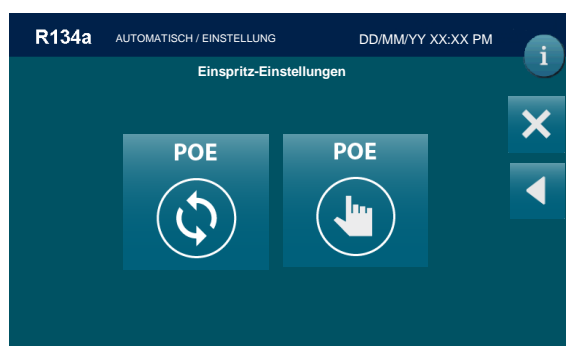 R134a AUTOMATISCH / EINSTELLUNG DD/MM/YY XX:XX PM
i
Einspritz-Einstellungen
POE POE